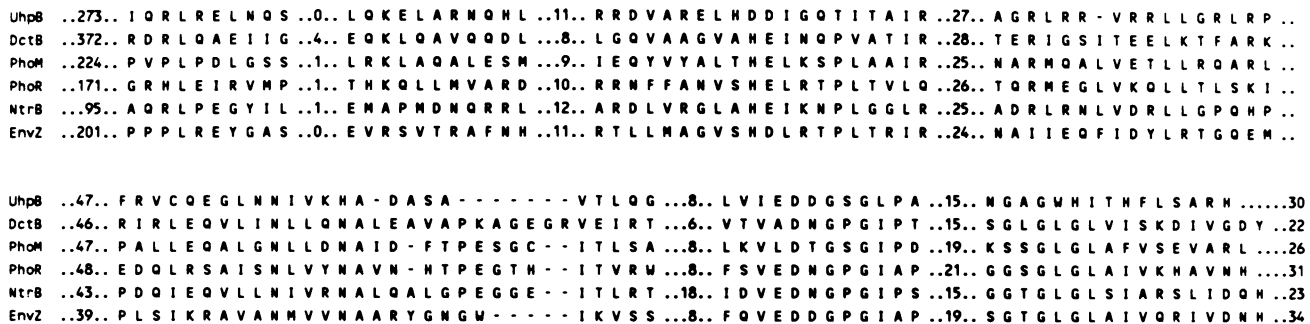 UhpB ..273.. I Q R L R E L N Q S ..0.. L Q K E L A R N Q H L ..11.. R R D V A R E L H D D I G Q T I T A I R ..27.. A G R L R R - V R R L L G R L R P ..
DctB ..372.. R D R L Q A E I I G ..4.. E Q K L Q A V Q Q D L ...8.. L G Q V A A G V A H E I N Q P V A T I R ..28.. T E R I G S I T E E L K T F A R K ..
PhoM ..224.. P V P L P D L G S S ..1.. L R K L A Q A L E S M ...9.. I E Q Y V Y A L T H E L K S P L A A I R ..25.. N A R M Q A L V E T L L R Q A R L ..
PhoR ..171.. G R H L E I R V M P ..1.. T H K Q L L M V A R D ..10.. R R N F F A N V S H E L R T P L T V L Q ..26.. T Q R M E G L V K Q L L T L S K I ..
NtrB ...95.. A Q R L P E G Y I L ..1.. E M A P M D N Q R R L ..12.. A R D L V R G L A H E I K N P L G G L R ..25.. A D R L R N L V D R L L G P Q H P ..
EnvZ ..201.. P P P L R E Y G A S ..0.. E V R S V T R A F N H ..11.. R T L L M A G V S H D L R T P L T R I R ..24.. N A I I E Q F I D Y L R T G Q E M ..
UhpB ..47.. F R V C Q E G L N N I V K H A - D A S A - - - - - - - V T L Q G ...8.. L V I E D D G S G L P A ..15.. N G A G W H I T H F L S A R H ......30
DctB ..46.. R I R L E Q V L I N L L Q N A L E A V A P K A G E G R V E I R T ..6.. V T V A D N G P G I P T ..15.. S G L G L G L V I S K D I V G D Y ..22
PhoM ..47.. P A L L E Q A L G N L L D N A I D - F T P E S G C - I T L S A ...8.. L K V L D T G S G I P D ..19.. K S S G L G L A F V S E V A R L ....26
PhoR ..48.. E D Q L R S A I S N L V Y N A V N - H T P E G T H - - I T V R W ...8.. F S V E D N G P G I A P ..21.. G G S G L G L A I V K H A V N H ....31
NtrB ..43.. P D Q I E Q V L L N I V R N A L Q A L G P E G G E - - I T L R T ..18.. I D V E D N G P G I P S ..15.. G G T G L G L S I A R S L I D Q H ..23
EnvZ ..39.. P L S I K R A V A N M V V N A A R Y G N G W - - - - - I K V S S ...8.. F Q V E D D G P G I A P ..19.. S G T G L G L A I V Q R I V D N H ..34